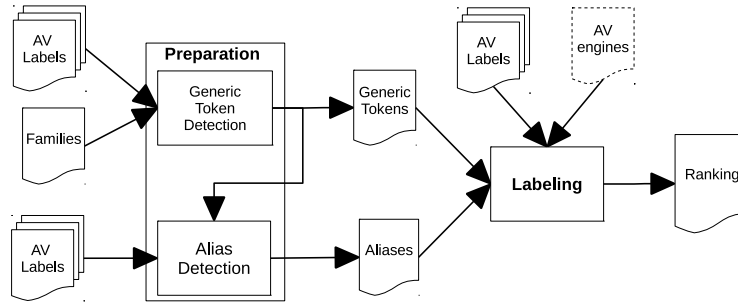 AV
Labels
Preparation
Generic
Token
Detection
Families
AV
Labels
Alias
Detection
Generic
Tokens
Aliases
AV
Labels
AV
engines
Labeling
Ranking